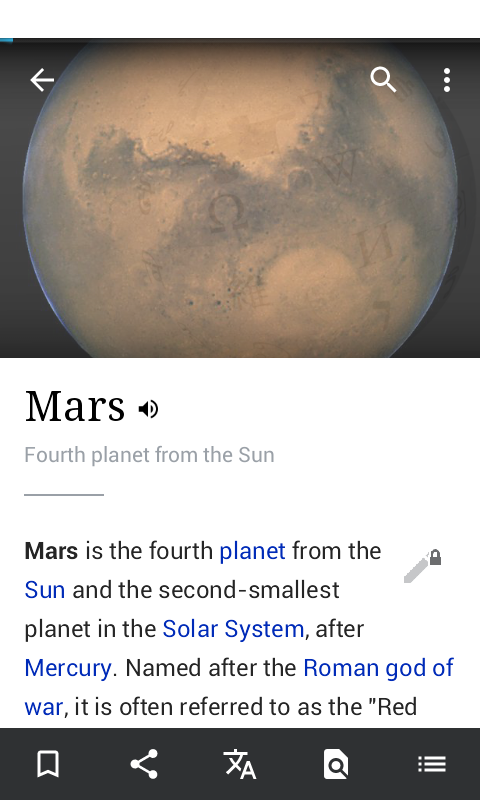 Mars
Fourth planet from the Sun
Mars is the fourth planet from the
Sun and the second-smallest
planet in the Solar System, after
Mercury. Named after the Roman god of
war, it is often referred to as the "Red